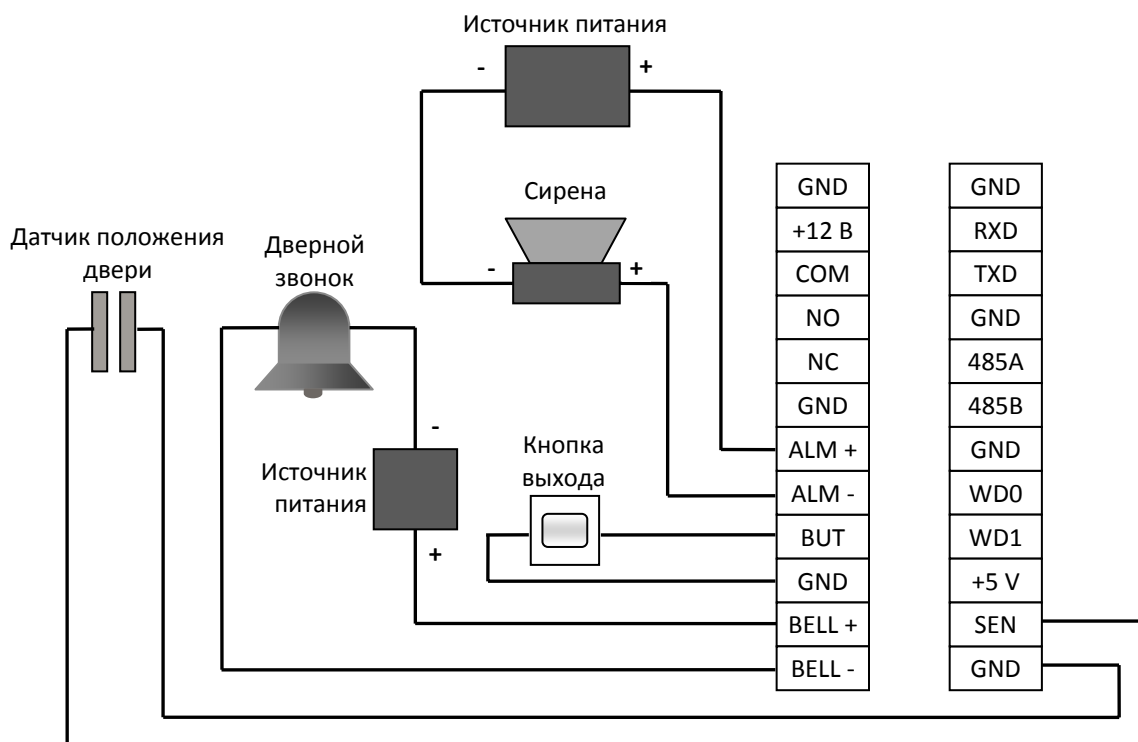 Источник питания
-
+
Сирена
-
+
Датчик положения
двери
Дверной
звонок
-
Источник
питания
+
Кнопка
выхода
GND
+12 В
COM
NO
NC
GND
ALM +
ALM -
BUT
GND
BELL +
BELL -
GND
RXD
TXD
GND
485A
485B
GND
WD0
WD1
+5 V
SEN
GND